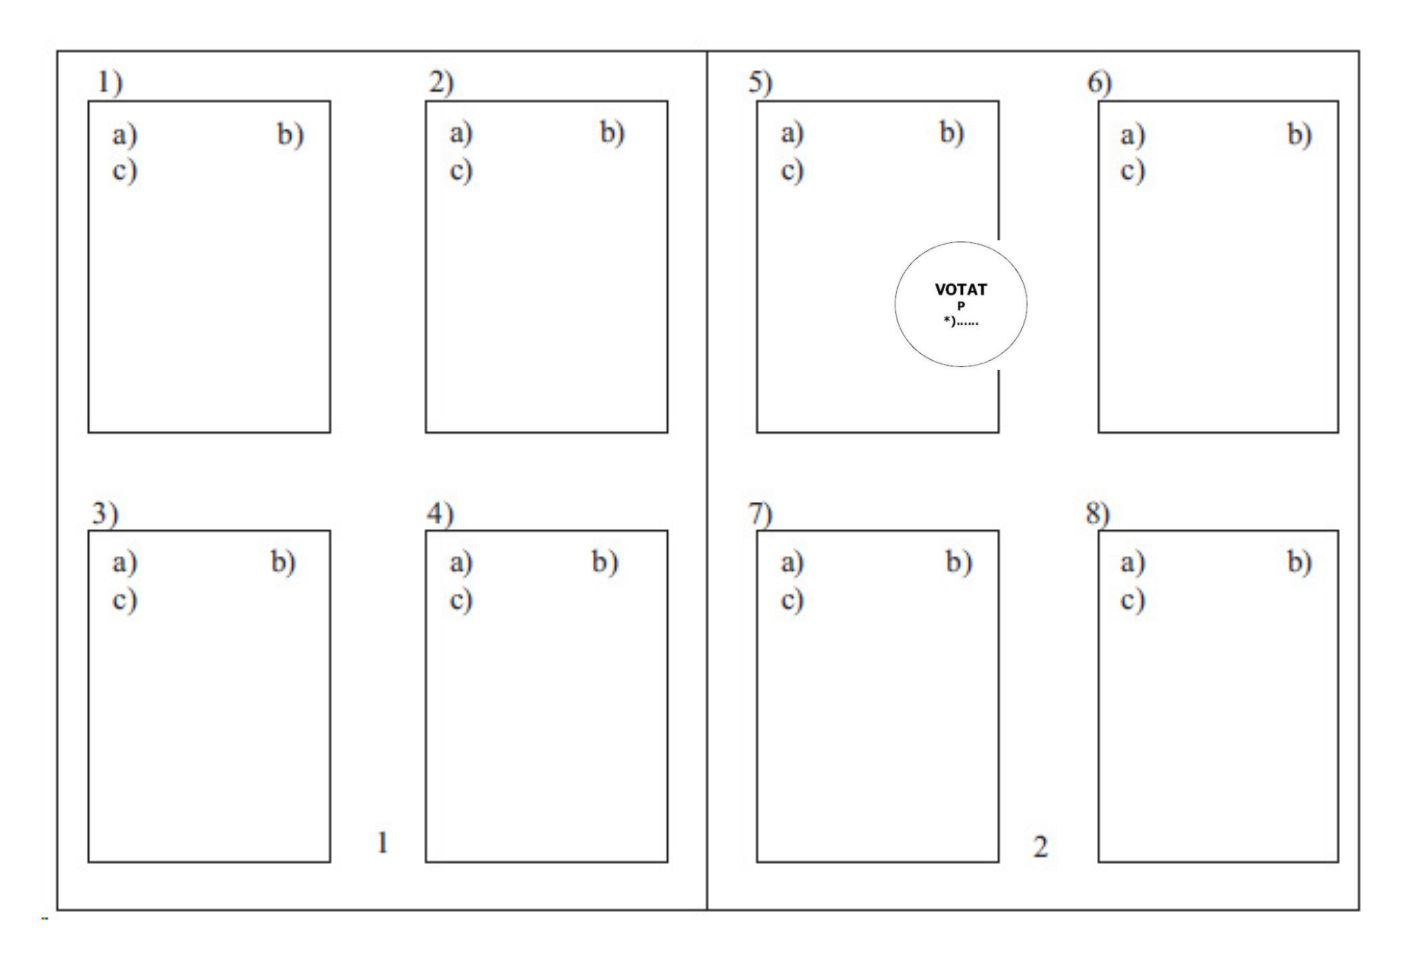 1)
2)
a) b)
c)
a) b)
c)
3)
4)
a) b)
c)
a) b)
c)
1
5)
6)
a) b)
c)
a) b)
c)
VOTAT
P
*)......
7)
8)
a) b)
c)
a) b)
c)
2